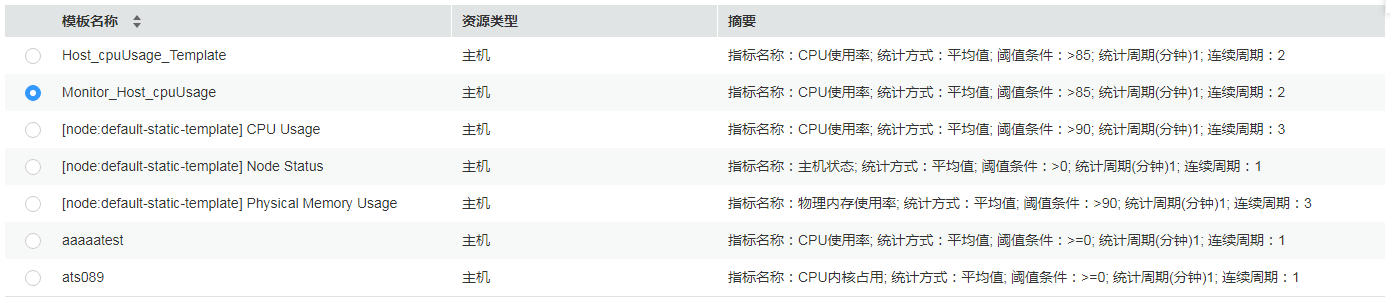 模板名称 资源类型 摘要
Host_cpuUsage_Template 主机 指标名称：CPU使用率; 统计方式：平均值; 阈值条件：>85; 统计周期(分钟)1; 连续周期：2
Monitor_Host_cpuUsage 主机 指标名称：CPU使用率; 统计方式：平均值; 阈值条件：>85; 统计周期(分钟)1; 连续周期：2
[node:default-static-template] CPU Usage 主机 指标名称：CPU使用率; 统计方式：平均值; 阈值条件：>90; 统计周期(分钟)1; 连续周期：3
[node:default-static-template] Node Status 主机 指标名称：主机状态; 统计方式：平均值; 阈值条件：>0; 统计周期(分钟)1; 连续周期：1
[node:default-static-template] Physical Memory Usage 主机 指标名称：物理内存使用率; 统计方式：平均值; 阈值条件：>90; 统计周期(分钟)1; 连续周期：3
aaaaatest 主机 指标名称：CPU使用率; 统计方式：平均值; 阈值条件：>=0; 统计周期(分钟)1; 连续周期：1
ats089 主机 指标名称：CPU内核占用; 统计方式：平均值; 阈值条件：>=0; 统计周期(分钟)1; 连续周期：1